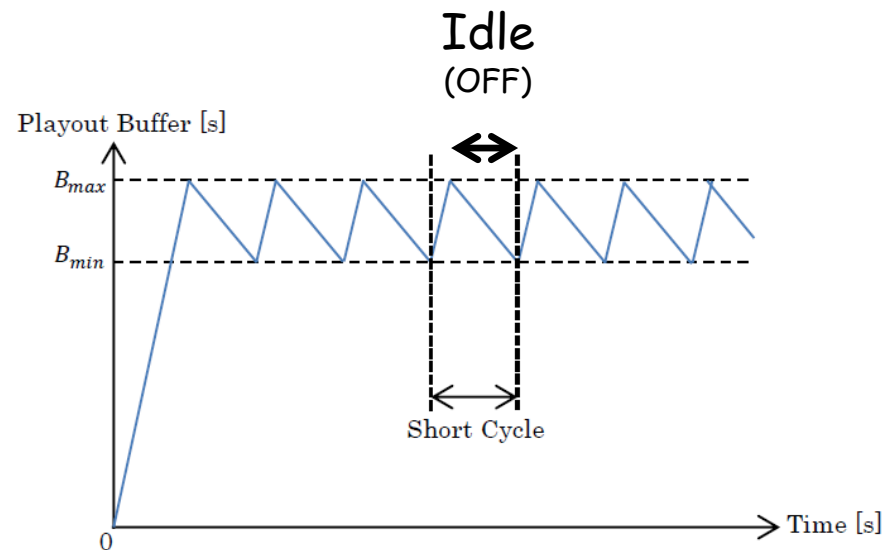 Idle
(OFF)
Playout Buffer [s]
B_max
B_min
Short Cycle
0
Time [s]